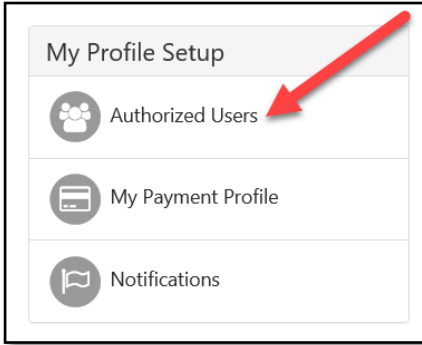 My Profile Setup
Authorized Users
My Payment Profile
Notifications